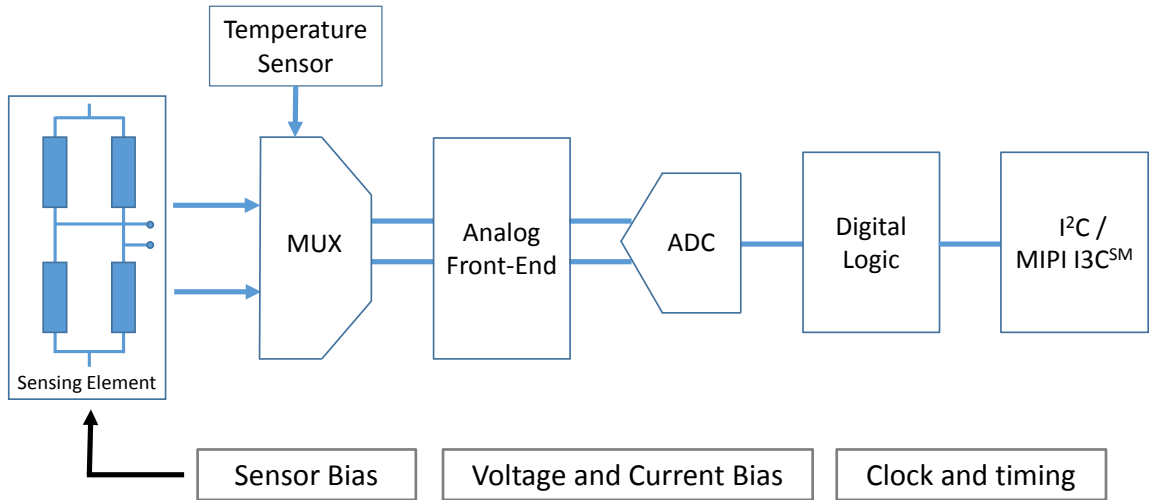 Temperature
Sensor
Sensing Element
MUX
Analog
Front-End
ADC
Digital
Logic
I²C /
MIPI I3Cˢᴹ
Sensor Bias
Voltage and Current Bias
Clock and timing